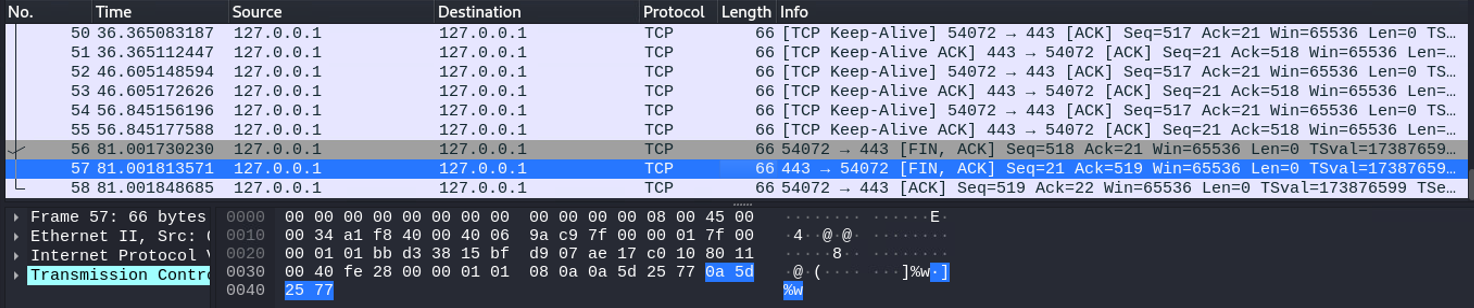 No. Time Source Destination Protocol Length Info
50 36.365083187 127.0.0.1 127.0.0.1 TCP 66 [TCP Keep-Alive] 54072 → 443 [ACK] Seq=517 Ack=21 Win=65536 Len=0 TS…
51 36.365112447 127.0.0.1 127.0.0.1 TCP 66 [TCP Keep-Alive ACK] 443 → 54072 [ACK] Seq=21 Ack=518 Win=65536 Len=…
52 46.605148594 127.0.0.1 127.0.0.1 TCP 66 [TCP Keep-Alive] 54072 → 443 [ACK] Seq=517 Ack=21 Win=65536 Len=0 TS…
53 46.605172626 127.0.0.1 127.0.0.1 TCP 66 [TCP Keep-Alive ACK] 443 → 54072 [ACK] Seq=21 Ack=518 Win=65536 Len=…
54 56.845156196 127.0.0.1 127.0.0.1 TCP 66 [TCP Keep-Alive] 54072 → 443 [ACK] Seq=517 Ack=21 Win=65536 Len=0 TS…
55 56.845177588 127.0.0.1 127.0.0.1 TCP 66 [TCP Keep-Alive ACK] 443 → 54072 [ACK] Seq=21 Ack=518 Win=65536 Len=…
56 81.001730230 127.0.0.1 127.0.0.1 TCP 66 54072 → 443 [FIN, ACK] Seq=518 Ack=21 Win=65536 Len=0 TSval=17387659…
57 81.001813571 127.0.0.1 127.0.0.1 TCP 66 443 → 54072 [FIN, ACK] Seq=21 Ack=519 Win=65536 Len=0 TSval=17387659…
58 81.001848685 127.0.0.1 127.0.0.1 TCP 66 54072 → 443 [ACK] Seq=519 Ack=22 Win=65536 Len=0 TSval=173876599 TSe…
Frame 57: 66 bytes 0000 00 00 00 00 00 00 00 00 00 00 00 00 08 00 45 00 ········ ······E·
Ethernet II, Src: 0010 00 34 a1 f8 40 00 40 06 9a c9 7f 00 00 01 7f 00 ·4··@·@· ········
Internet Protocol 0020 00 01 01 bb d3 38 15 bf d9 07 ae 17 c0 10 80 11 ·····8·· ········
Transmission Contro 0030 00 40 fe 28 00 00 01 01 08 0a 0a 5d 25 77 0a 5d ·@·(···· ···]%w·]
0040 25 77 %w